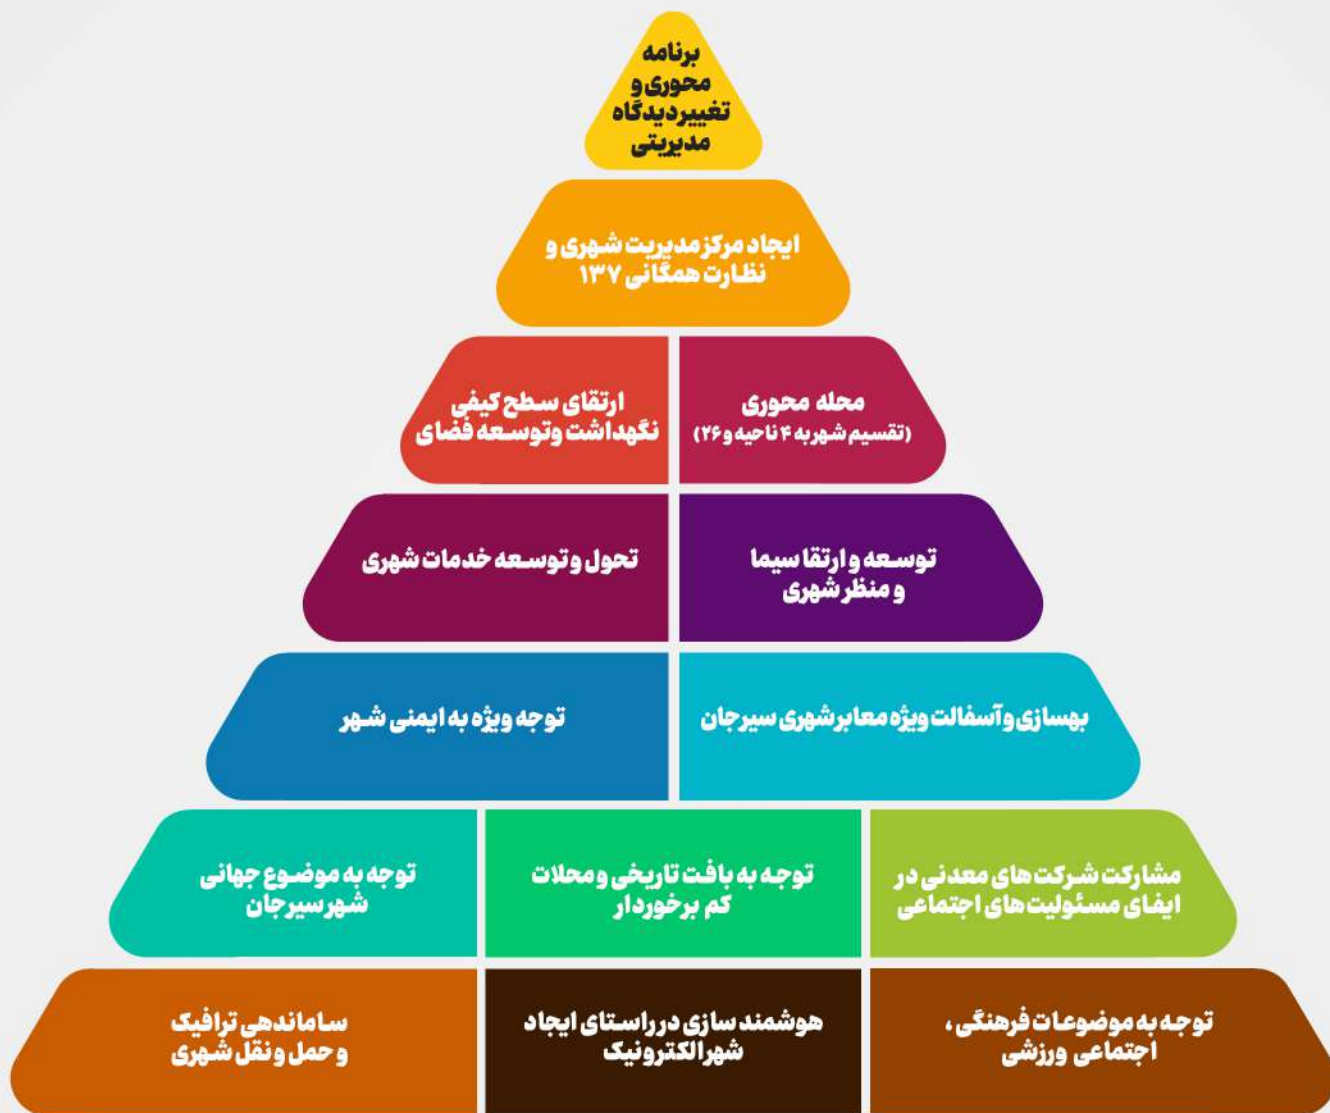 برنامه
محوری و
تغییر دیدگاه
مدیریتی
ایجاد مرکز مدیریت شهری و
نظارت همگانی ۱۳۷
محله محوری
(تقسیم شهر به ۴ ناحیه و ۲۶)
ارتقای سطح کیفی
نگهداشت وتوسعه فضای
توسعه و ارتقا سیما
و منظر شهری
تحول و توسعه خدمات شهری
بهسازی و آسفالت ویژه معابر شهری سیرجان
توجه ویژه به ایمنی شهر
مشارکت شرکت های معدنی در
ایفای مسئولیت های اجتماعی
توجه به بافت تاریخی و محلات
کم برخوردار
توجه به موضوع جهانی
شهر سیرجان
توجه به موضوعات فرهنگی،
اجتماعی ورزشی
هوشمند سازی در راستای ایجاد
شهر الکترونیک
ساماندهی ترافیک
و حمل و نقل شهری